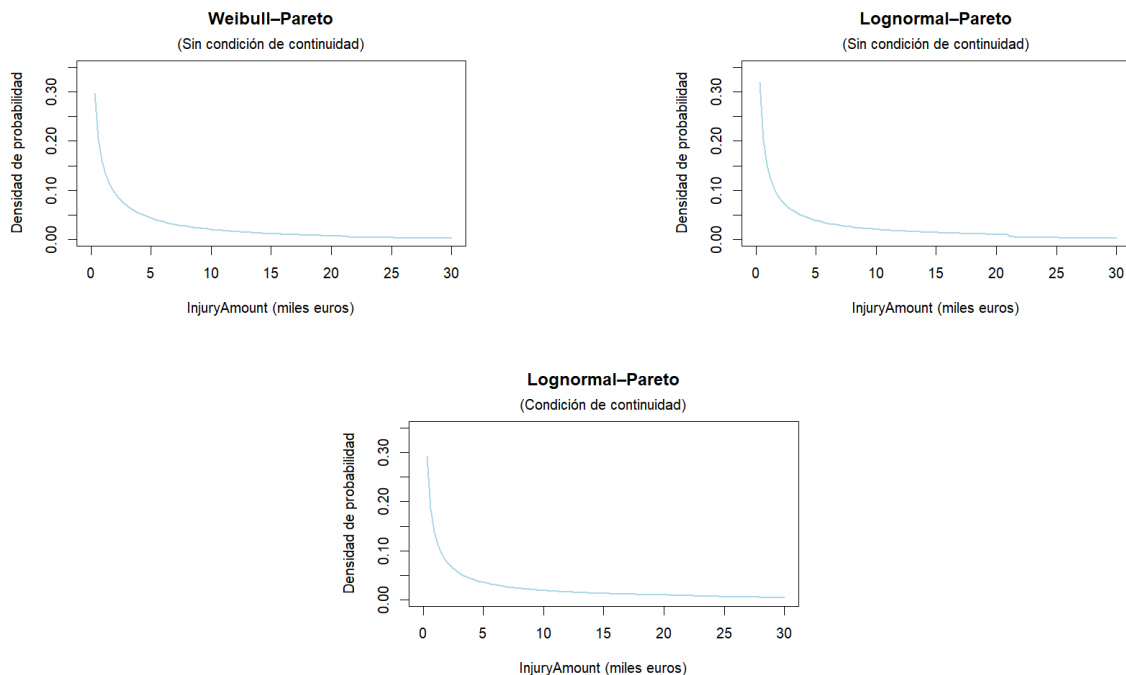 Weibull–Pareto
(Sin condición de continuidad)
Densidad de probabilidad
0.00 0.10 0.20 0.30
0 5 10 15 20 25 30
InjuryAmount (miles euros)
Lognormal–Pareto
(Sin condición de continuidad)
Densidad de probabilidad
0.00 0.10 0.20 0.30
0 5 10 15 20 25 30
InjuryAmount (miles euros)
Lognormal–Pareto
(Condición de continuidad)
Densidad de probabilidad
0.00 0.10 0.20 0.30
0 5 10 15 20 25 30
InjuryAmount (miles euros)